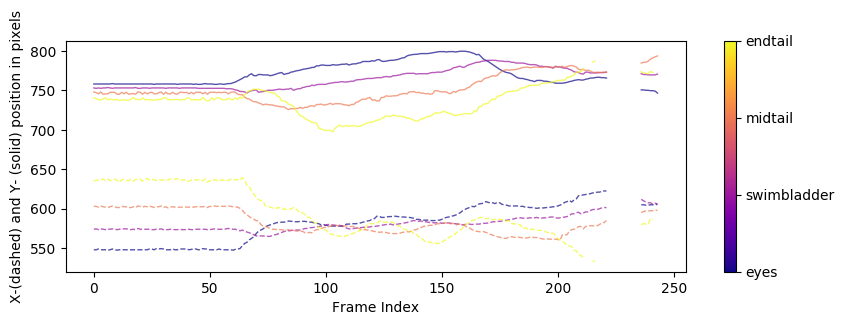 X-(dashed) and Y- (solid) position in pixels
800
750
700
650
600
550
0
50
100
150
200
250
Frame Index
endtail
midtail
swimbladder
eyes